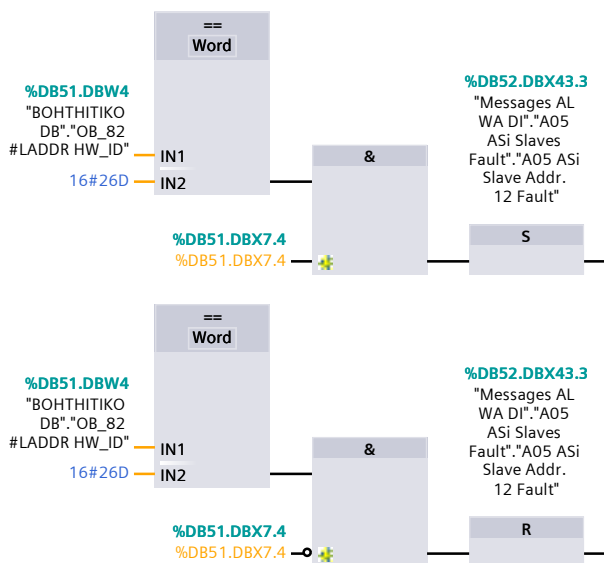 ==
Word
%DB51.DBW4
"BOHTHITIKO
DB"."OB_82
#LADDR HW_ID"
IN1
16#26D
IN2
&
%DB51.DBX7.4
%DB51.DBX7.4
%DB52.DBX43.3
"Messages AL
WA DI"."A05
ASi Slaves
Fault"."A05 ASi
Slave Addr.
12 Fault"
S
==
Word
%DB51.DBW4
"BOHTHITIKO
DB"."OB_82
#LADDR HW_ID"
IN1
16#26D
IN2
&
%DB51.DBX7.4
%DB51.DBX7.4
%DB52.DBX43.3
"Messages AL
WA DI"."A05
ASi Slaves
Fault"."A05 ASi
Slave Addr.
12 Fault"
R